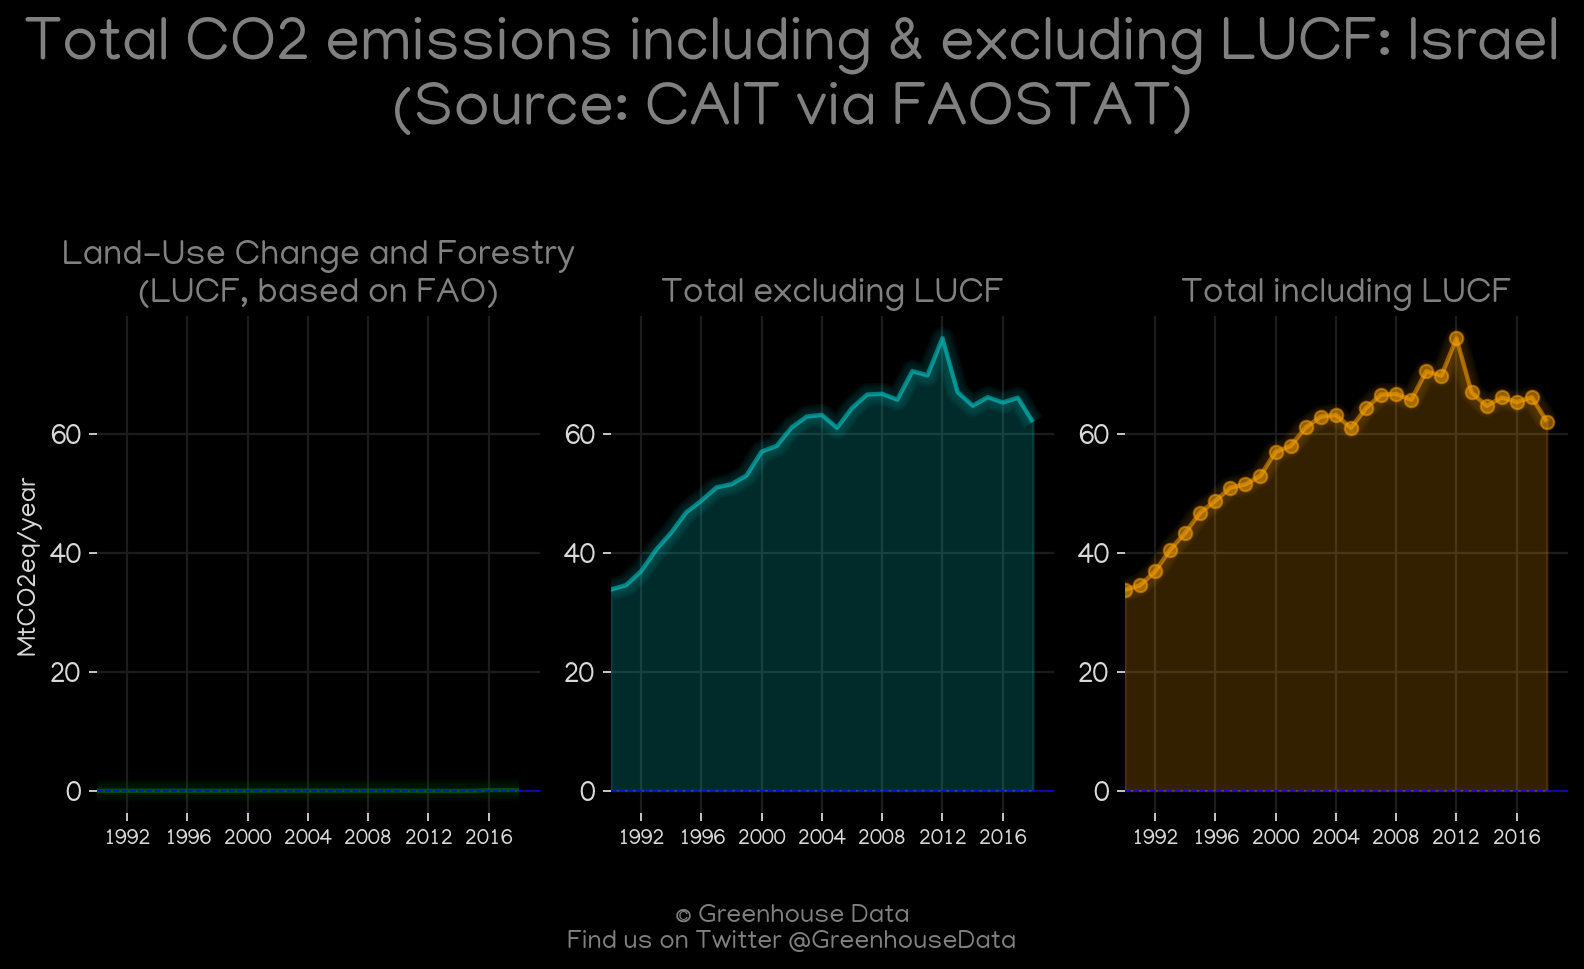 Total CO2 emissions including & excluding LUCF: Israel
(Source: CAIT via FAOSTAT)
Land-Use Change and Forestry
(LUCF, based on FAO)
Total excluding LUCF
Total including LUCF
MtCO2eq/year
60
40
20
0
1992 1996 2000 2004 2008 2012 2016
60
40
20
0
1992 1996 2000 2004 2008 2012 2016
60
40
20
0
1992 1996 2000 2004 2008 2012 2016
© Greenhouse Data
Find us on Twitter @GreenhouseData